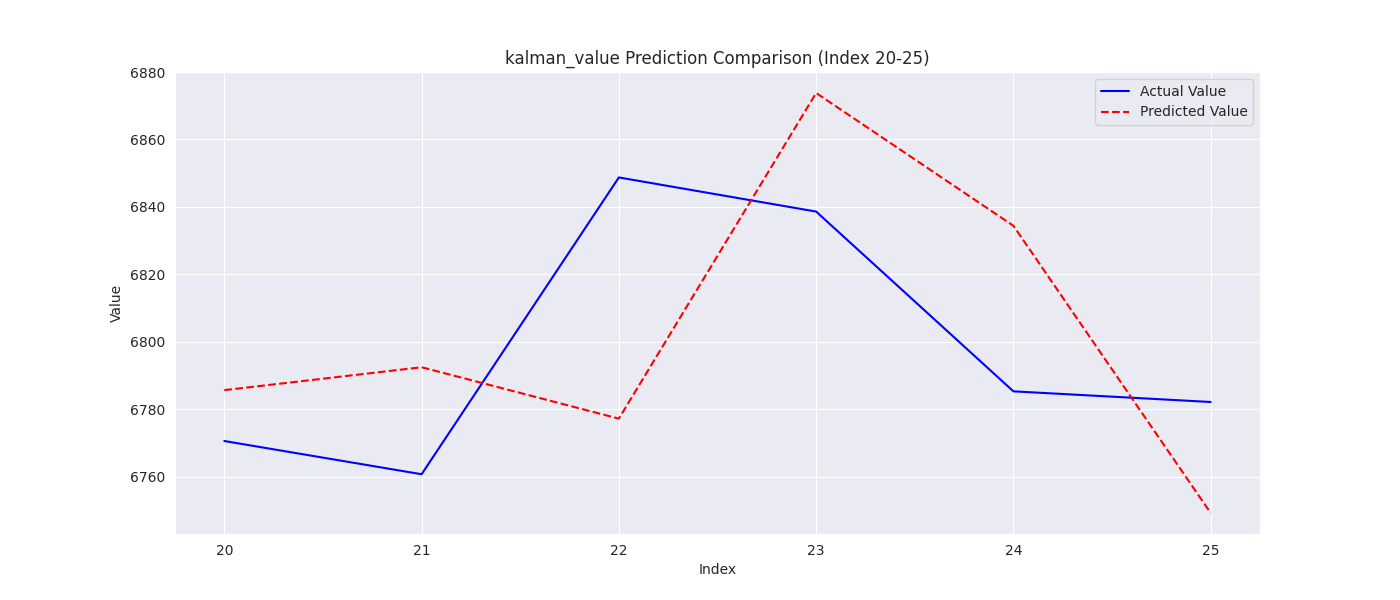 kalman_value Prediction Comparison (Index 20-25)
Actual Value
Predicted Value
6880
6860
6840
6820
6800
6780
6760
Value
20 21 22 23 24 25
Index